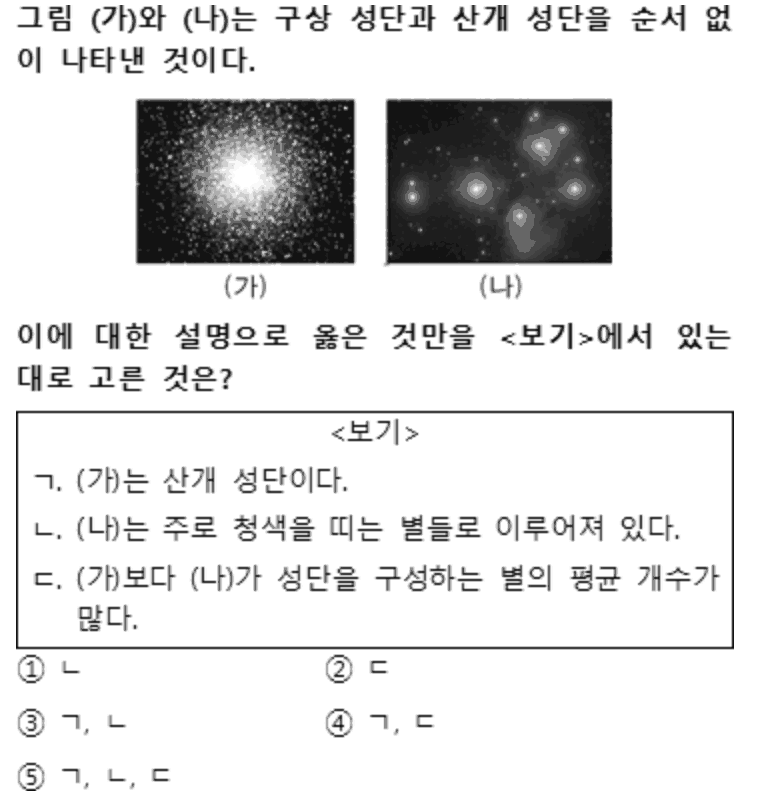 그림 (가)와 (나)는 구상 성단과 산개 성단을 순서 없
이 나타낸 것이다.
(가) (나)
이에 대한 설명으로 옳은 것만을 <보기>에서 있는
대로 고른 것은?
<보기>
ㄱ. (가)는 산개 성단이다.
ㄴ. (나)는 주로 청색을 띠는 별들로 이루어져 있다.
ㄷ. (가)보다 (나)가 성단을 구성하는 별의 평균 개수가
많다.
① ㄴ ② ㄷ
③ ㄱ, ㄴ ④ ㄱ, ㄷ
⑤ ㄱ, ㄴ, ㄷ